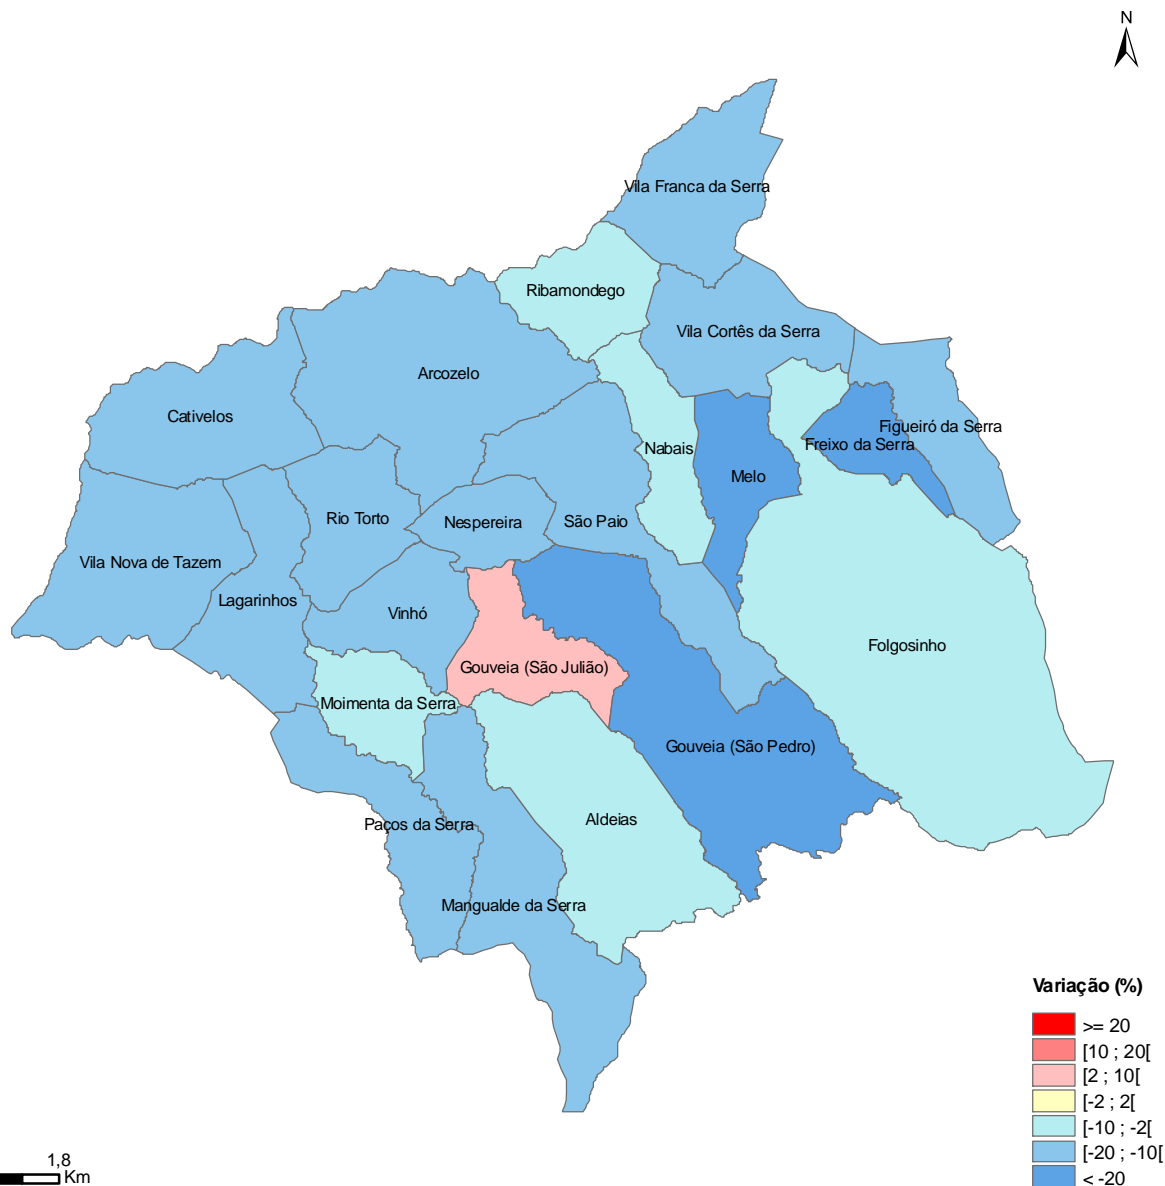 N
Vila Franca da Serra
Ribamondego
Vila Cortês da Serra
Arcozelo
Cativelos
Figueiró da Serra
Freixo da Serra
Nabais
Melo
Rio Torto
Nespereira
São Paio
Vila Nova de Tazem
Lagarinhos
Vinhó
Folgosinho
Gouveia (São Julião)
Moimenta da Serra
Gouveia (São Pedro)
Aldeias
Paços da Serra
Mangualde da Serra
Variação (%)
>= 20
[10 ; 20[
[2 ; 10[
[-2 ; 2[
[-10 ; -2[
[-20 ; -10[
< -20
1,8
Km